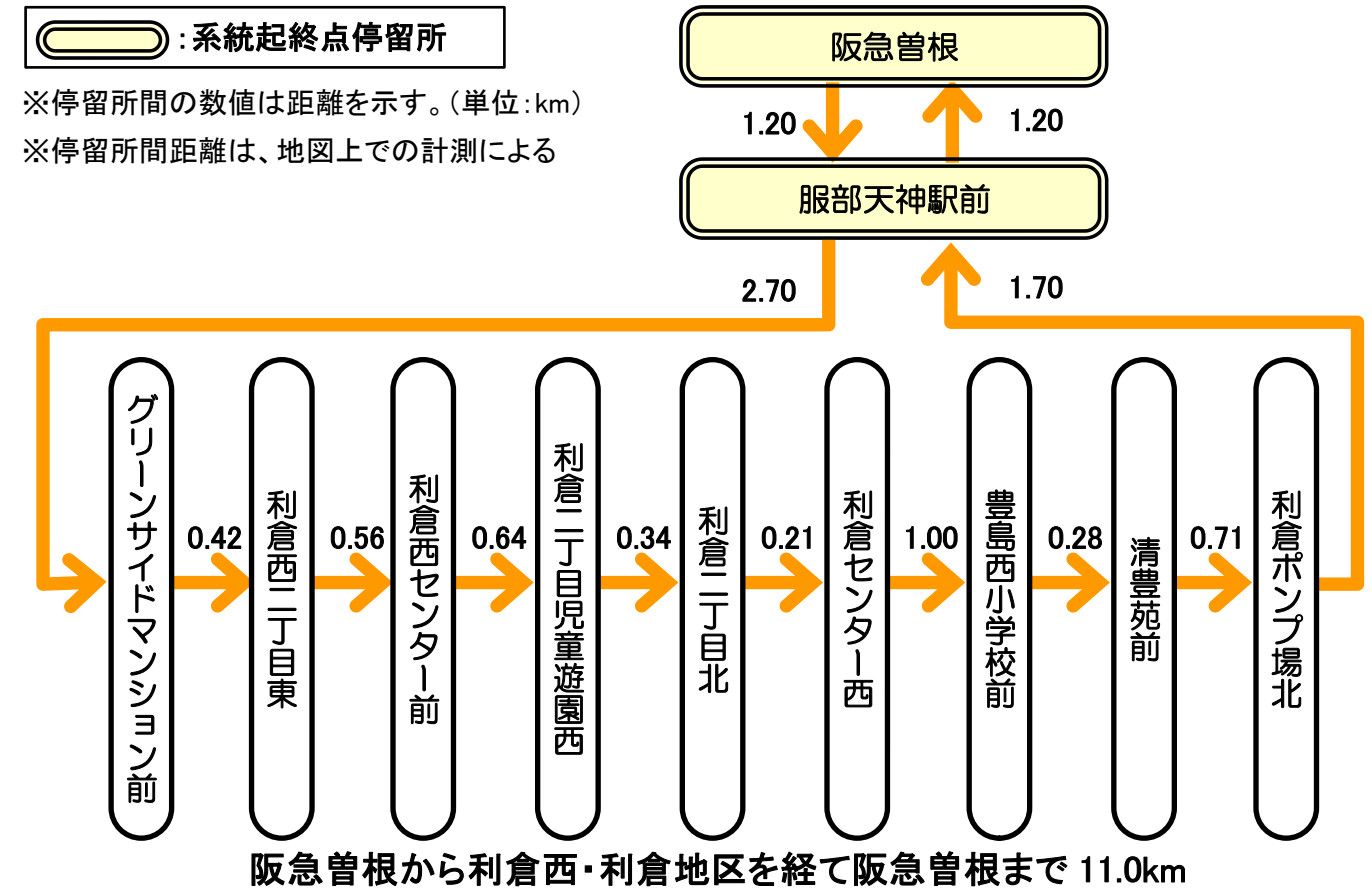 :系統起終点停留所
※停留所間の数値は距離を示す。(単位:km)
※停留所間距離は、地図上での計測による
阪急曽根
1.20
1.20
服部天神駅前
2.70
1.70
グリーンサイドマンション前
0.42
利倉西二丁目東
0.56
利倉西センター前
0.64
利倉二丁目児童遊園西
0.34
利倉二丁目北
0.21
利倉センター西
1.00
豊島西小学校前
0.28
清豊苑前
0.71
利倉ポンプ場北
阪急曽根から利倉西・利倉地区を経て阪急曽根まで 11.0km